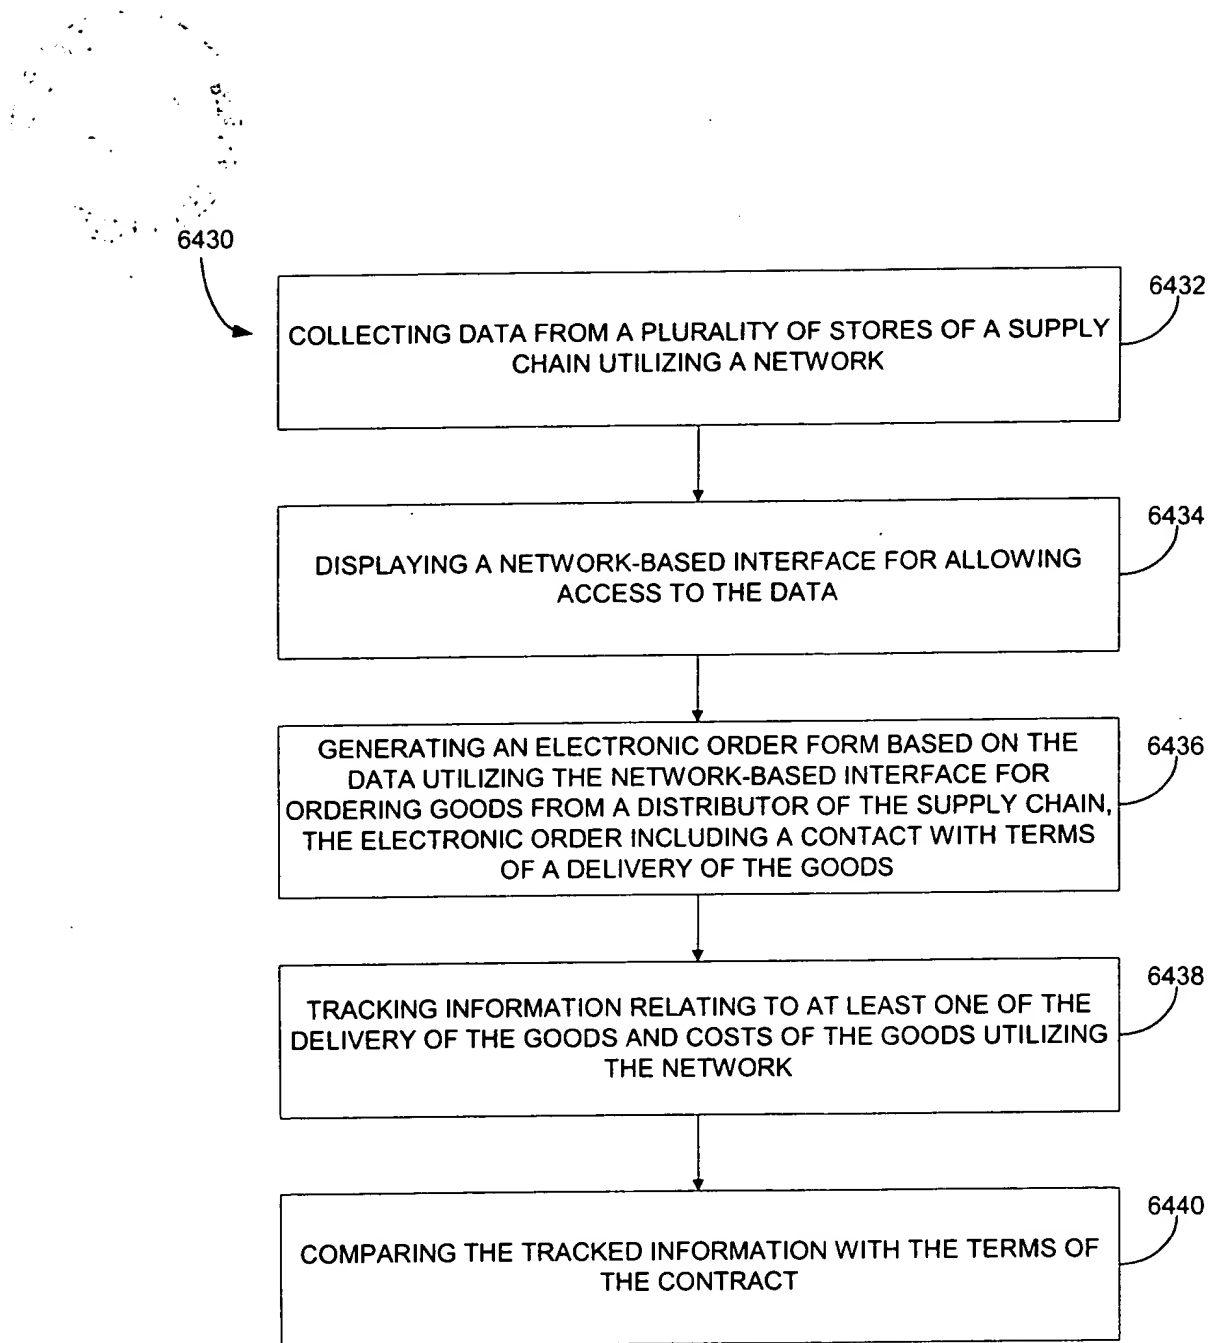 6430
6432
COLLECTING DATA FROM A PLURALITY OF STORES OF A SUPPLY
CHAIN UTILIZING A NETWORK
6434
DISPLAYING A NETWORK-BASED INTERFACE FOR ALLOWING
ACCESS TO THE DATA
6436
GENERATING AN ELECTRONIC ORDER FORM BASED ON THE
DATA UTILIZING THE NETWORK-BASED INTERFACE FOR
ORDERING GOODS FROM A DISTRIBUTOR OF THE SUPPLY CHAIN,
THE ELECTRONIC ORDER INCLUDING A CONTACT WITH TERMS
OF A DELIVERY OF THE GOODS
6438
TRACKING INFORMATION RELATING TO AT LEAST ONE OF THE
DELIVERY OF THE GOODS AND COSTS OF THE GOODS UTILIZING
THE NETWORK
6440
COMPARING THE TRACKED INFORMATION WITH THE TERMS OF
THE CONTRACT